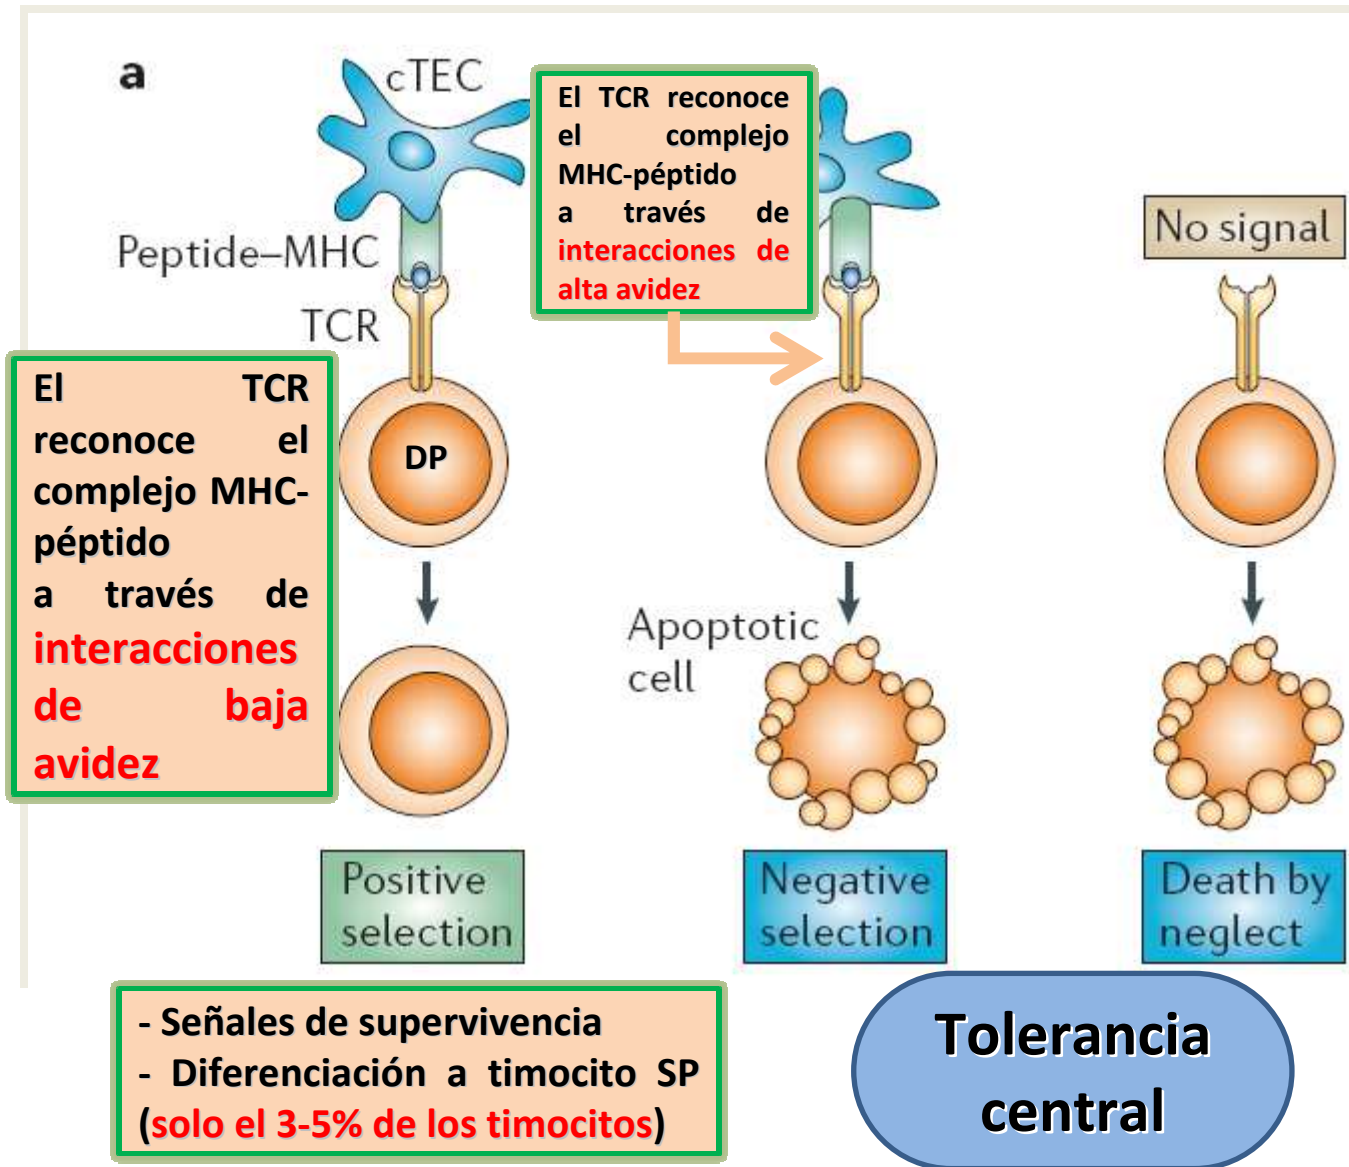 a
cTEC
Peptide–MHC
TCR
El TCR
reconoce el
complejo MHC-
péptido
a través de
interacciones
de baja
avidez
DP
Positive
selection
- Señales de supervivencia
- Diferenciación a timocito SP
(solo el 3-5% de los timocitos)
El TCR reconoce
el complejo
MHC-péptido
a través de
interacciones de
alta avidez
Apoptotic
cell
Negative
selection
No signal
Death by
neglect
Tolerancia
central